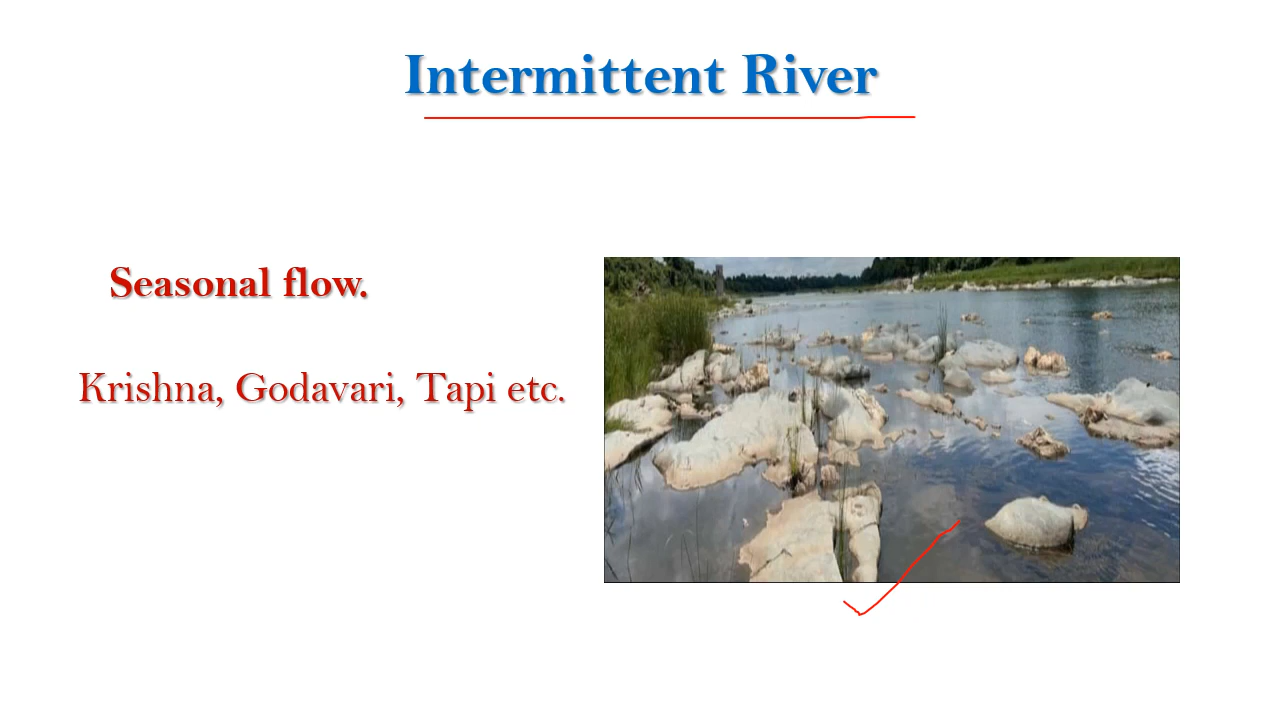 Intermittent River
Seasonal flow.
Krishna, Godavari, Tapi etc.